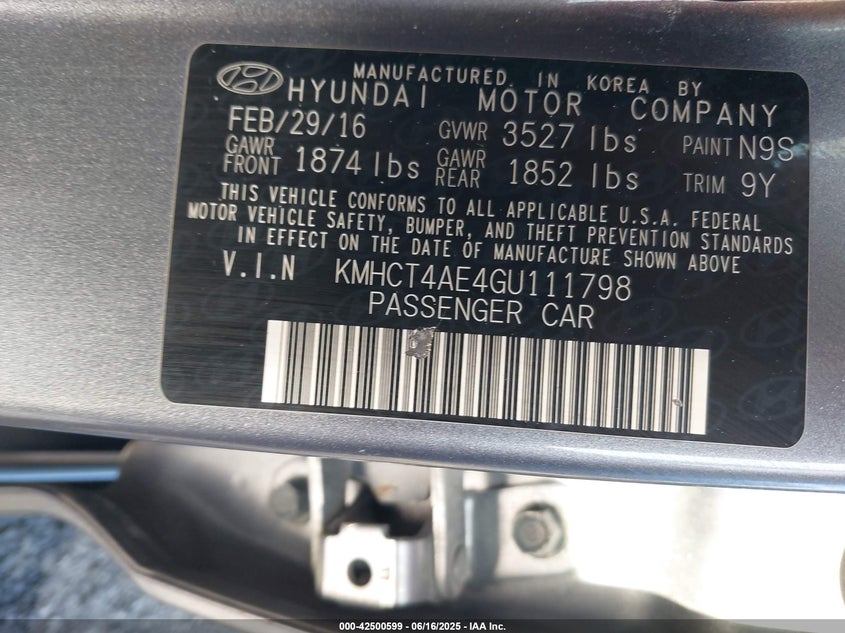 MANUFACTURED IN KOREA BY
HYUNDAI MOTOR COMPANY
FEB/29/16 GVWR 3527 lbs PAINT N9S
GAWR FRONT 1874 lbs GAWR REAR 1852 lbs TRIM 9Y
THIS VEHICLE CONFORMS TO ALL APPLICABLE U.S.A. FEDERAL
MOTOR VEHICLE SAFETY, BUMPER, AND THEFT PREVENTION STANDARDS
IN EFFECT ON THE DATE OF MANUFACTURE SHOWN ABOVE
V.I.N KMHCT4AE4GU111798
PASSENGER CAR
000-42500599 - 06/16/2025 - IAA Inc.